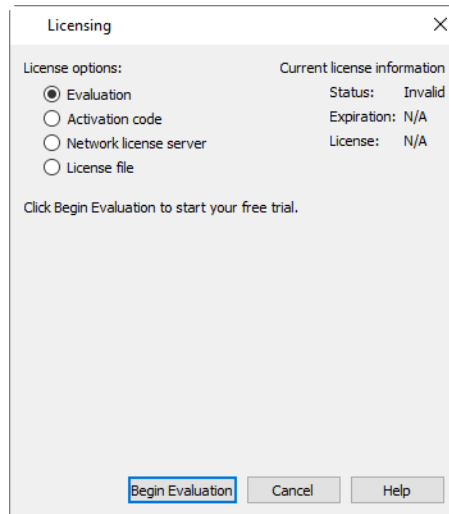 Licensing
License options:
Evaluation
Activation code
Network license server
License file
Current license information
Status: Invalid
Expiration: N/A
License: N/A
Click Begin Evaluation to start your free trial.
Begin Evaluation
Cancel
Help